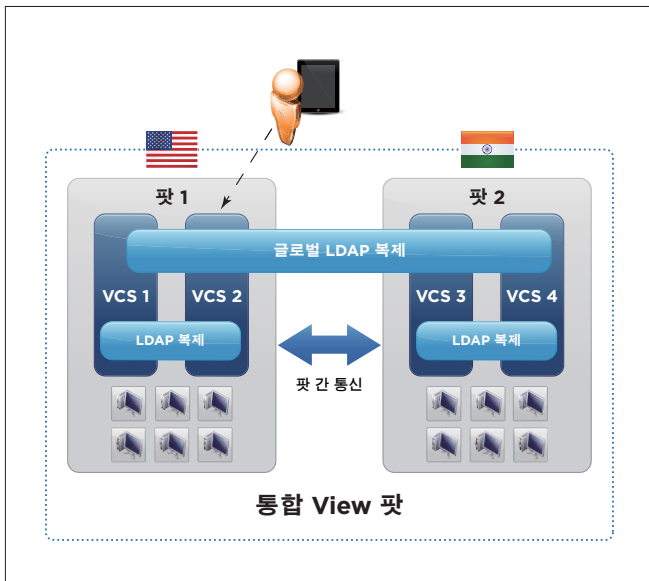 팟 1
팟 2
글로벌 LDAP 복제
VCS 1
VCS 2
VCS 3
VCS 4
LDAP 복제
LDAP 복제
팟 간 통신
통합 View 팟